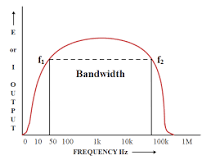 E
or
I
O
U
T
P
U
T
f₁
f₂
Bandwidth
0 10 50 100 1k 10k 100k 1M
FREQUENCY Hz